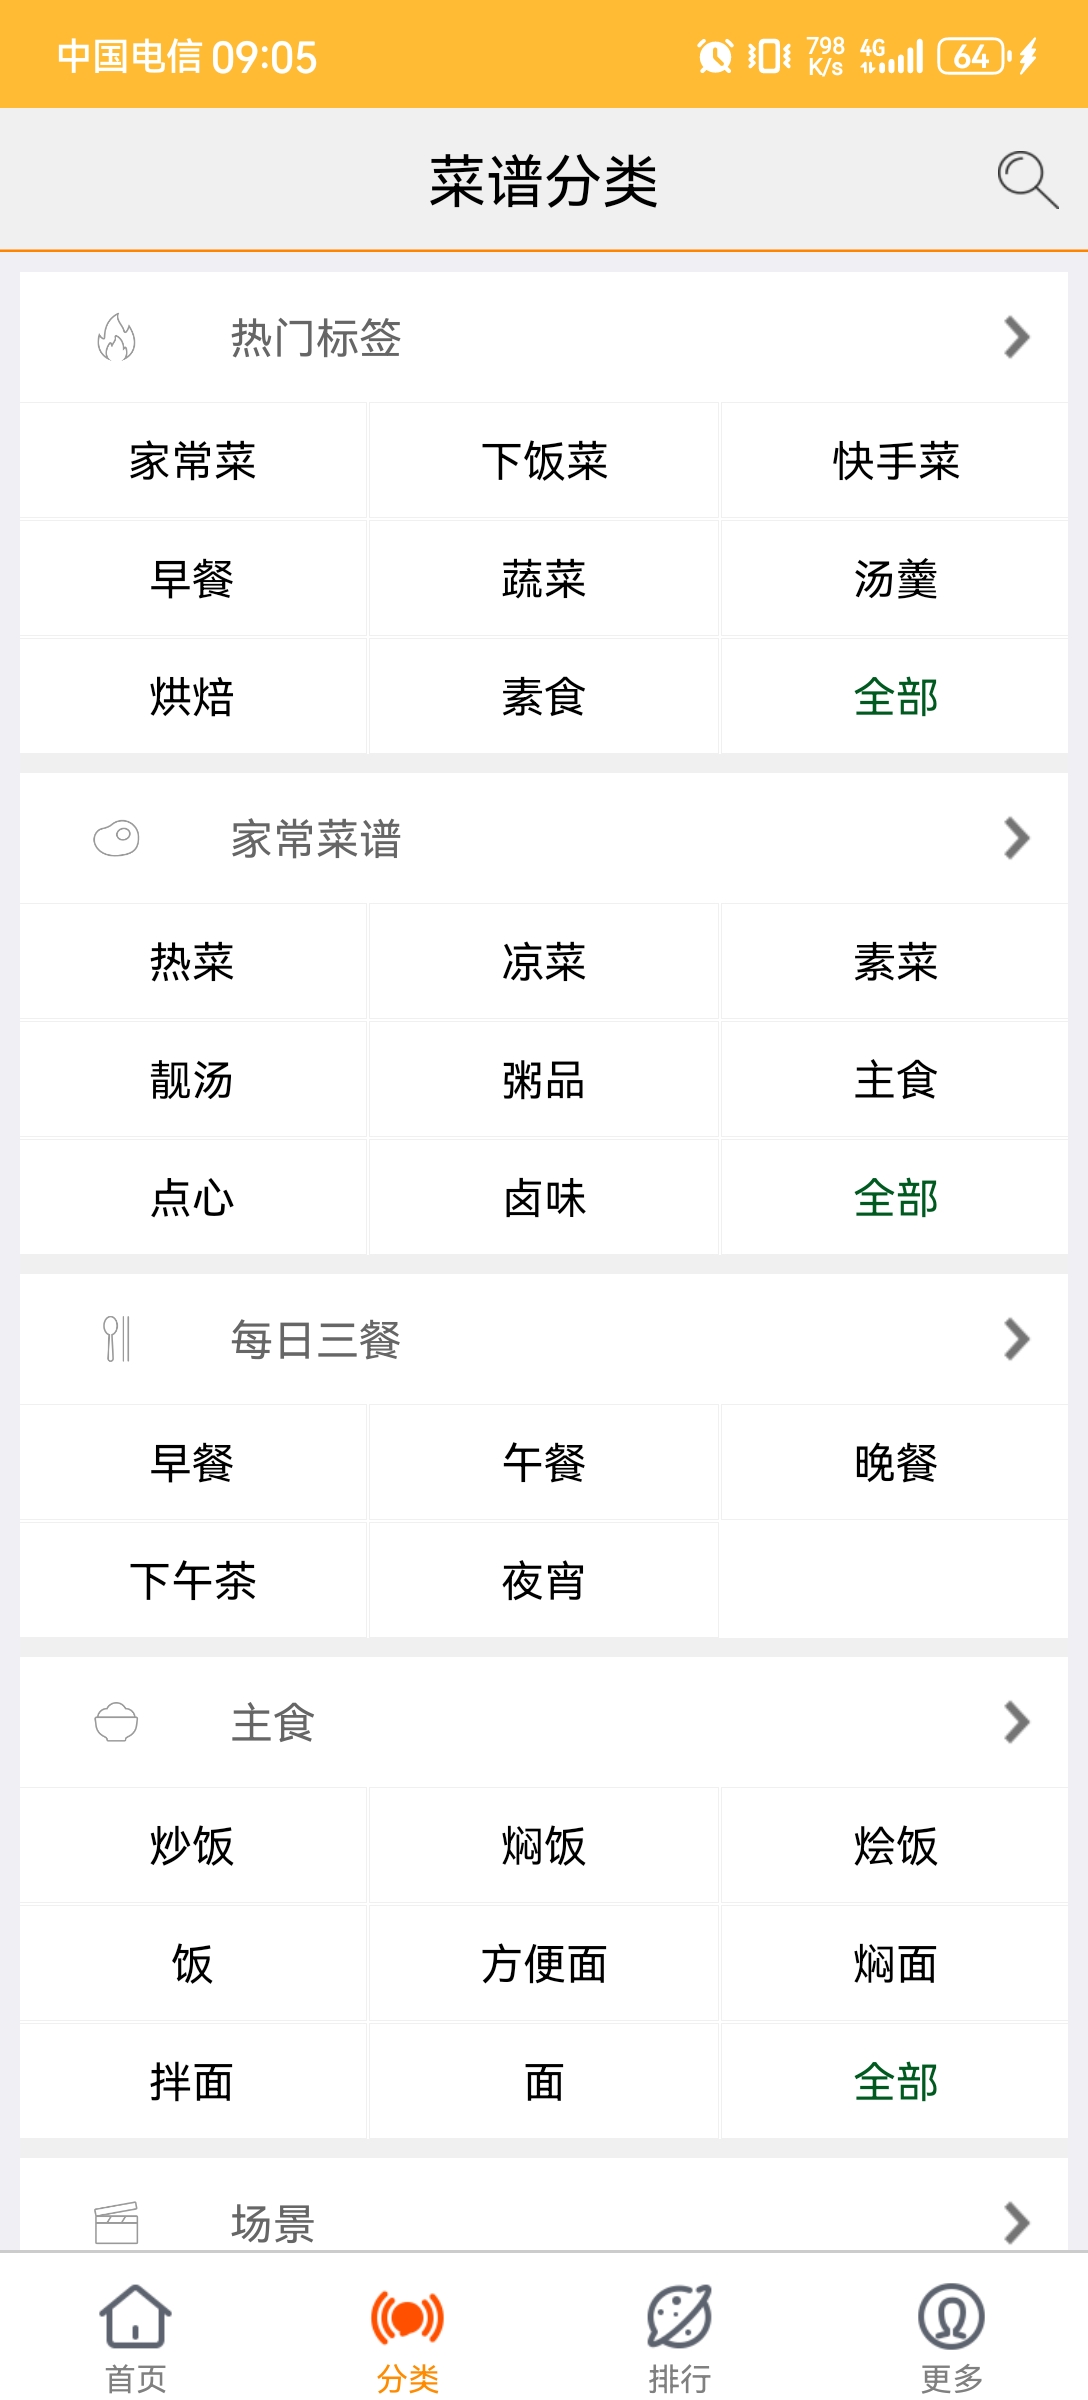 中国电信 09:05 798 K/s 4G 64
菜谱分类
热门标签
家常菜 下饭菜 快手菜
早餐 蔬菜 汤羹
烘焙 素食 全部
家常菜谱
热菜 凉菜 素菜
靓汤 粥品 主食
点心 卤味 全部
每日三餐
早餐 午餐 晚餐
下午茶 夜宵
主食
炒饭 焖饭 烩饭
饭 方便面 焖面
拌面 面 全部
场景
首页 分类 排行 更多